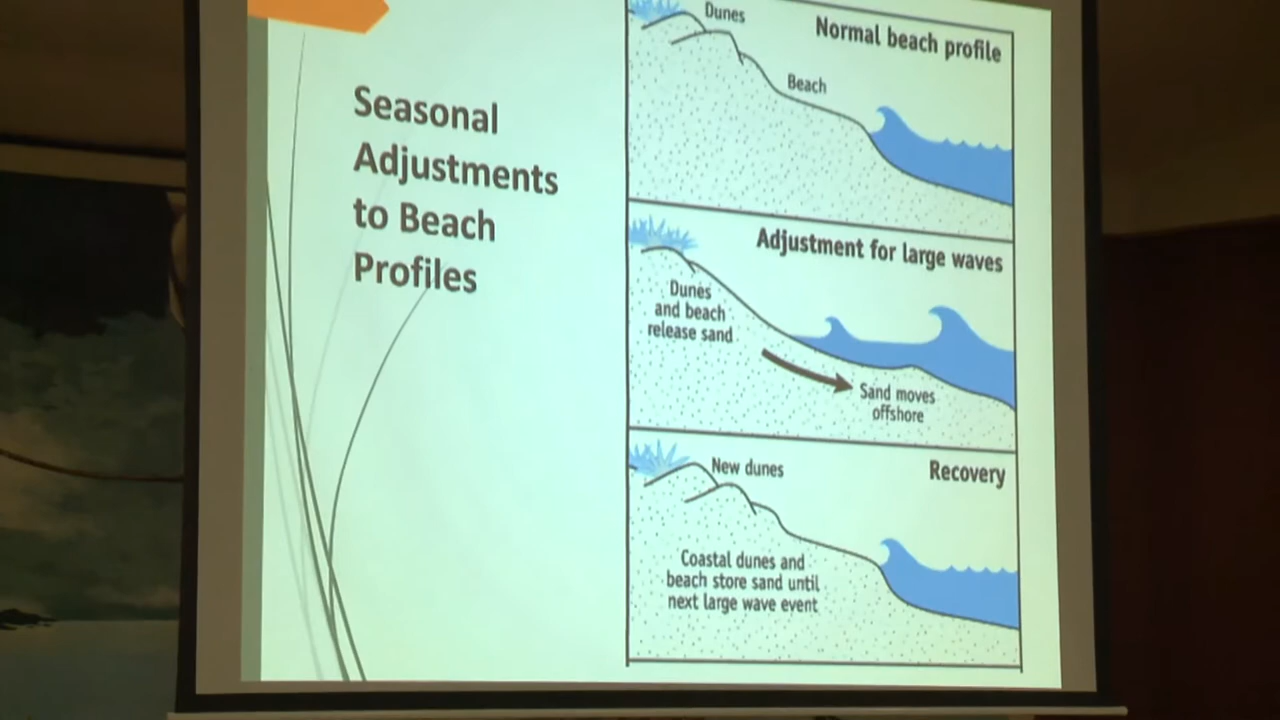 Seasonal
Adjustments
to Beach
Profiles
Dunes
Normal beach profile
Beach
Adjustment for large waves
Dunes
and beach
release sand
Sand moves
offshore
New dunes
Recovery
Coastal dunes and
beach store sand until
next large wave event